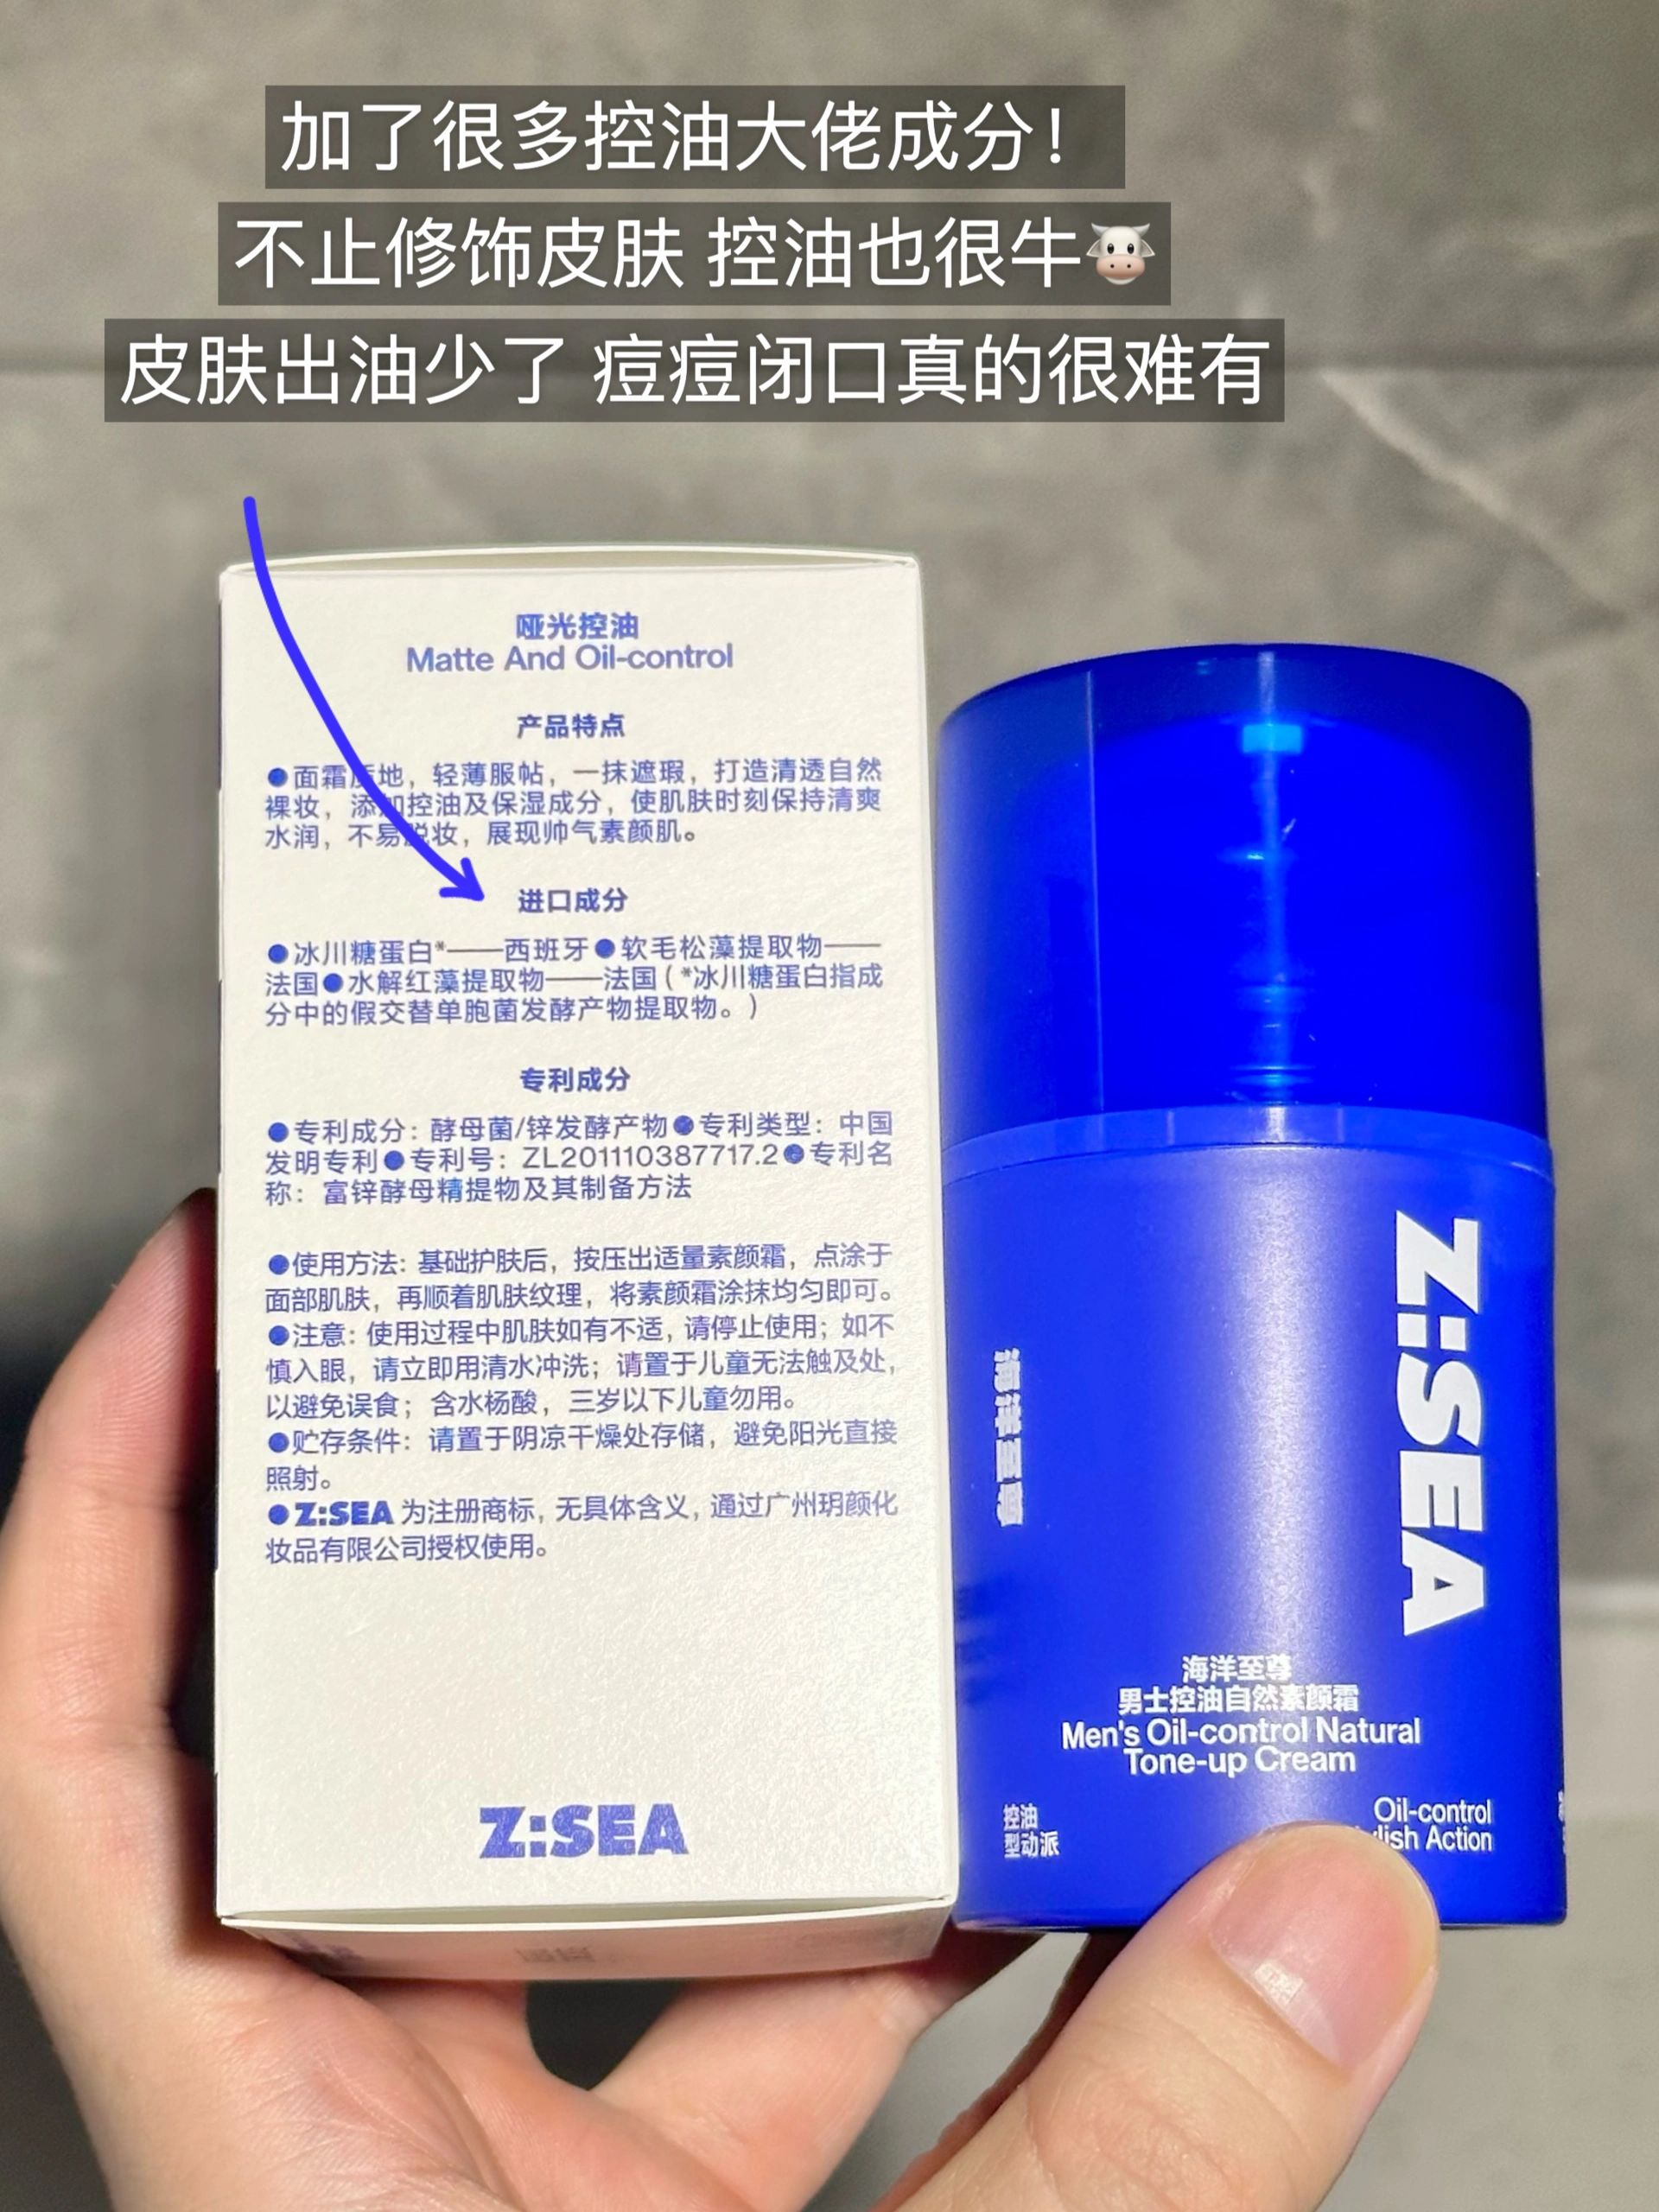 加了很多控油大佬成分！
不止修饰皮肤 控油也很牛🐮
皮肤出油少了 痘痘闭口真的很难有
哑光控油
Matte And Oil-control
产品特点
●面霜质地，轻薄服帖，一抹遮瑕，打造清透自然
裸妆，添加控油及保湿成分，使肌肤时刻保持清爽
水润，不易脱妆，展现帅气素颜肌。
进口成分
●冰川糖蛋白*——西班牙●软毛松藻提取物——
法国●水解红藻提取物——法国（*冰川糖蛋白指成
分中的假交替单胞菌发酵产物提取物。）
专利成分
●专利成分：酵母菌/锌发酵产物●专利类型：中国
发明专利●专利号：ZL201110387717.2●专利名
称：富锌酵母精提物及其制备方法
●使用方法：基础护肤后，按压出适量素颜霜，点涂于
面部肌肤，再顺着肌肤纹理，将素颜霜涂抹均匀即可。
●注意：使用过程中肌肤如有不适，请停止使用；如不
慎入眼，请立即用清水冲洗；请置于儿童无法触及处，
以避免误食；含水杨酸，三岁以下儿童勿用。
●贮存条件：请置于阴凉干燥处存储，避免阳光直接
照射。
●Z:SEA 为注册商标，无具体含义，通过广州玥颜化
妆品有限公司授权使用。
Z:SEA
Z:SEA
海洋至尊
海洋至尊
男士控油自然素颜霜
Men's Oil-control Natural
Tone-up Cream
控油
型动派
Oil-control
Action